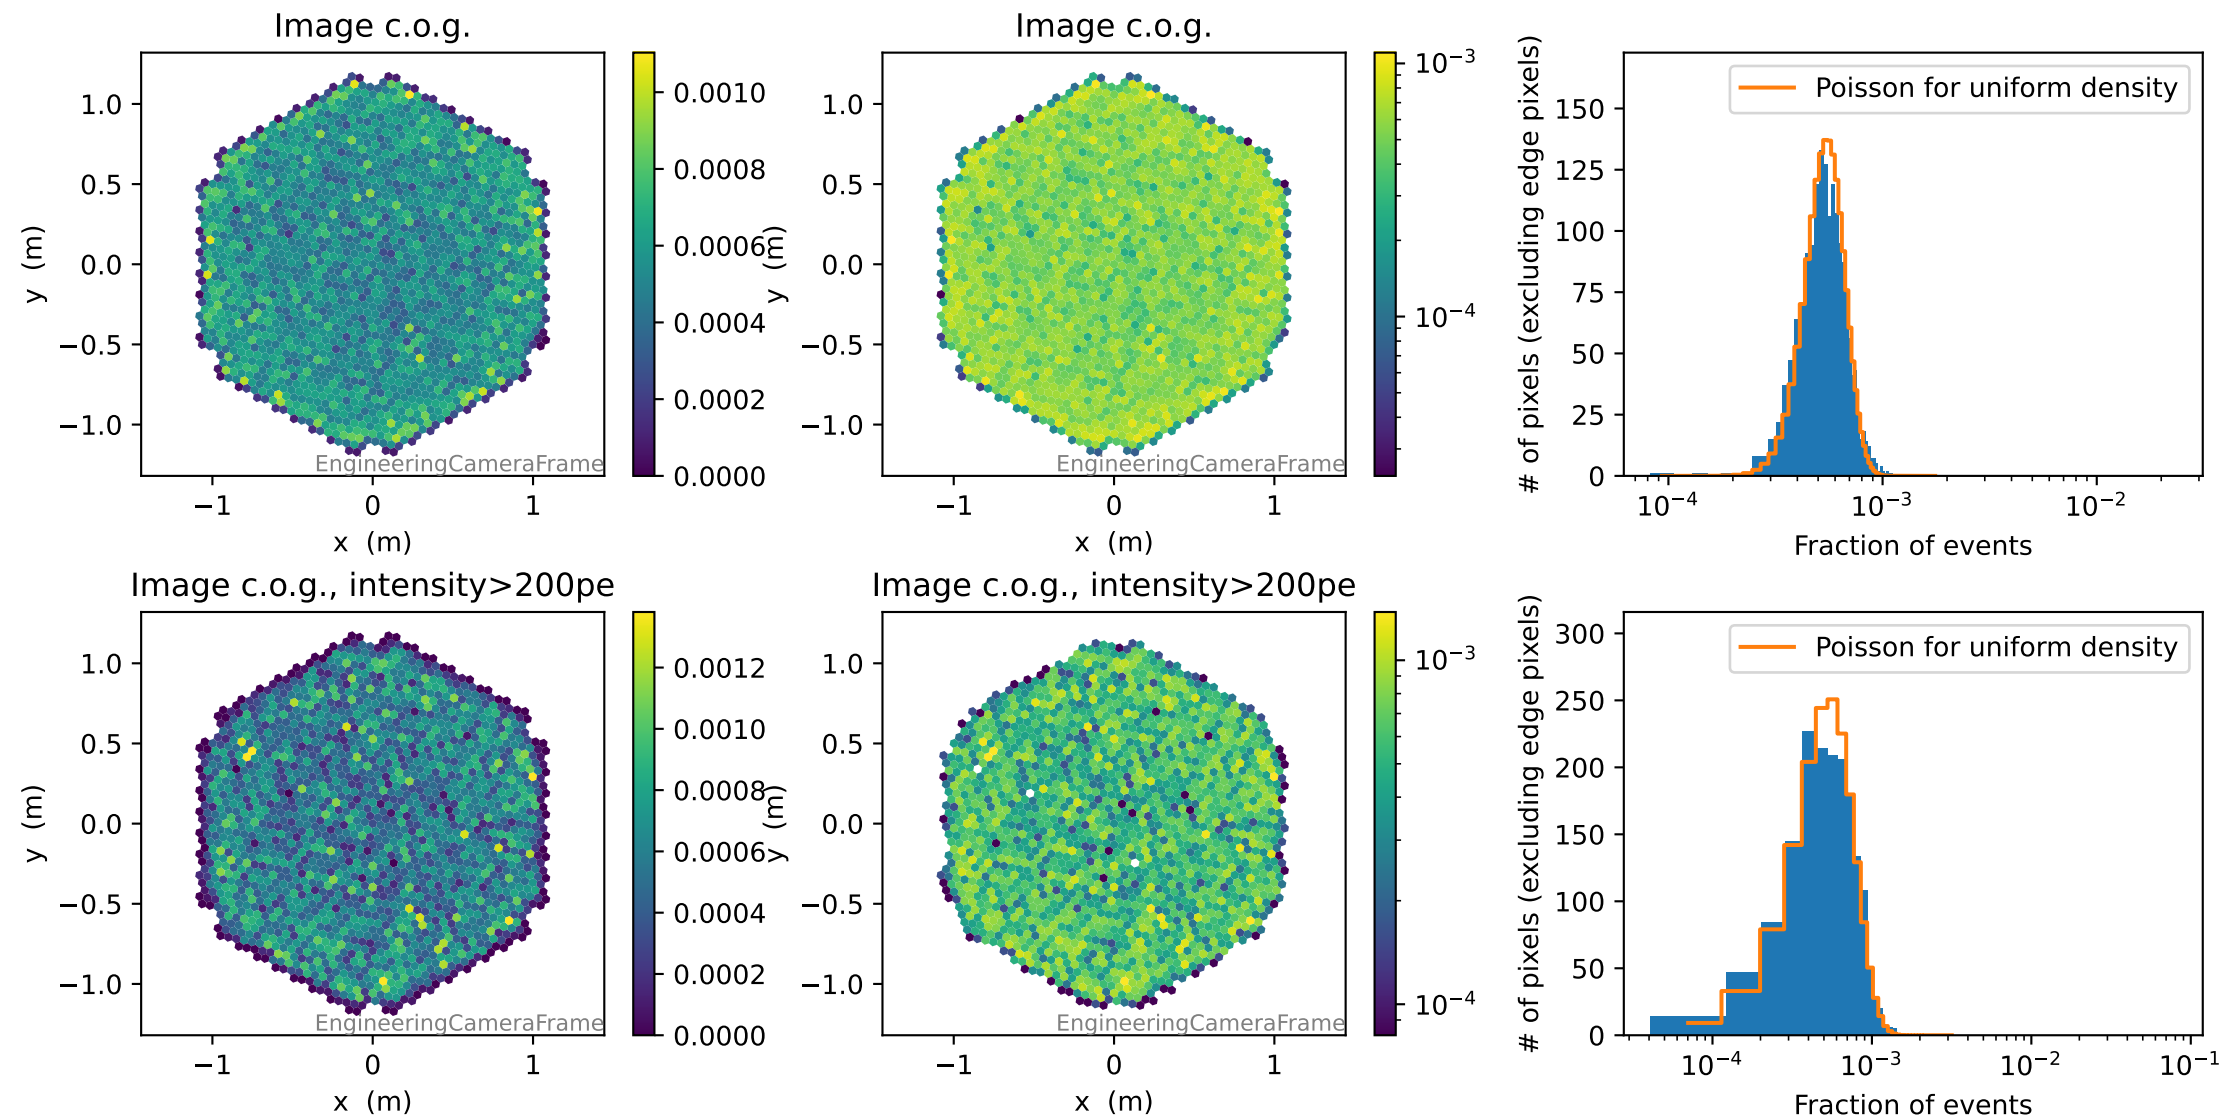 Image c.o.g.
1.0
0.5
0.0
−0.5
−1.0
y (m)
−1 0 1
x (m)
EngineeringCameraFrame
0.0010
0.0008
0.0006
0.0004
0.0002
0.0000
Image c.o.g.
1.0
0.5
0.0
−0.5
−1.0
y (m)
−1 0 1
x (m)
EngineeringCameraFrame
10⁻³
10⁻⁴
Poisson for uniform density
150
125
100
75
50
25
0
# of pixels (excluding edge pixels)
10⁻⁴ 10⁻³ 10⁻²
Fraction of events
Image c.o.g., intensity>200pe
1.0
0.5
0.0
−0.5
−1.0
y (m)
−1 0 1
x (m)
EngineeringCameraFrame
0.0012
0.0010
0.0008
0.0006
0.0004
0.0002
0.0000
Image c.o.g., intensity>200pe
1.0
0.5
0.0
−0.5
−1.0
y (m)
−1 0 1
x (m)
EngineeringCameraFrame
10⁻³
10⁻⁴
Poisson for uniform density
300
250
200
150
100
50
0
# of pixels (excluding edge pixels)
10⁻⁴ 10⁻³ 10⁻² 10⁻¹
Fraction of events